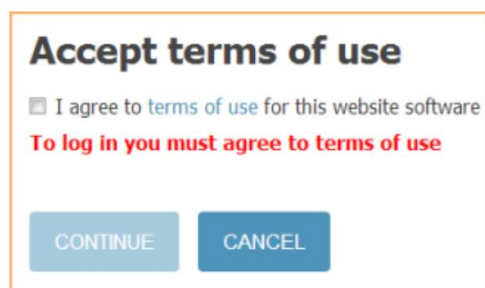 Accept terms of use
I agree to terms of use for this website software
To log in you must agree to terms of use
CONTINUE CANCEL